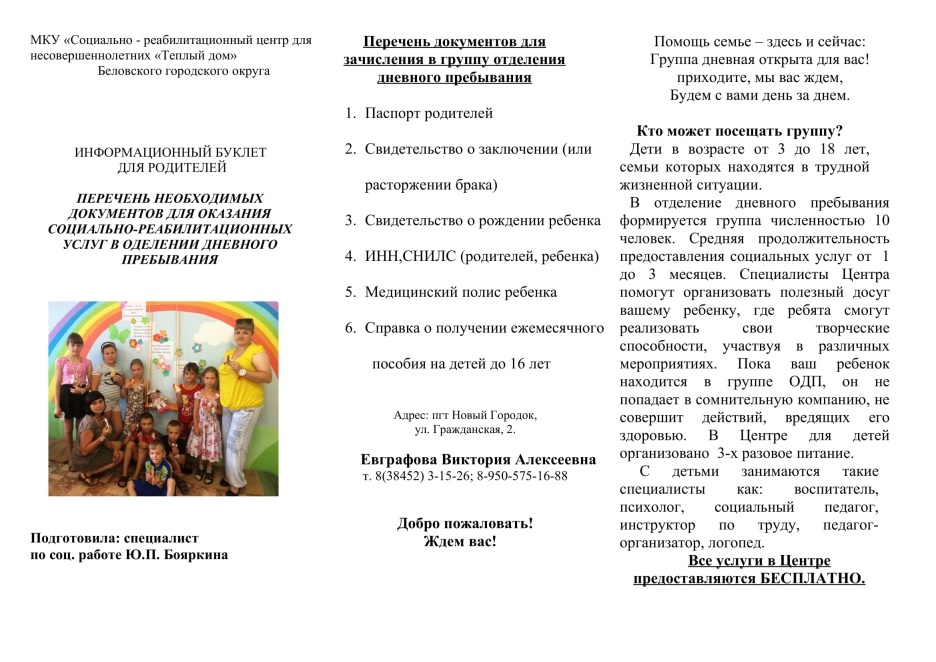 МКУ «Социально - реабилитационный центр для
несовершеннолетних «Теплый дом»
Беловского городского округа
ИНФОРМАЦИОННЫЙ БУКЛЕТ
ДЛЯ РОДИТЕЛЕЙ
ПЕРЕЧЕНЬ НЕОБХОДИМЫХ
ДОКУМЕНТОВ ДЛЯ ОКАЗАНИЯ
СОЦИАЛЬНО-РЕАБИЛИТАЦИОННЫХ
УСЛУГ В ОДЕЛЕНИИ ДНЕВНОГО
ПРЕБЫВАНИЯ
Подготовила: специалист
по соц. работе Ю.П. Бояркина
Перечень документов для
зачисления в группу отделения
дневного пребывания
1. Паспорт родителей
2. Свидетельство о заключении (или
расторжении брака)
3. Свидетельство о рождении ребенка
4. ИНН,СНИЛС (родителей, ребенка)
5. Медицинский полис ребенка
6. Справка о получении ежемесячного
пособия на детей до 16 лет
Адрес: пгт Новый Городок,
ул. Гражданская, 2.
Евграфова Виктория Алексеевна
т. 8(38452) 3-15-26; 8-950-575-16-88
Добро пожаловать!
Ждем вас!
Помощь семье – здесь и сейчас:
Группа дневная открыта для вас!
приходите, мы вас ждем,
Будем с вами день за днем.
Кто может посещать группу?
Дети в возрасте от 3 до 18 лет,
семьи которых находятся в трудной
жизненной ситуации.
В отделение дневного пребывания
формируется группа численностью 10
человек. Средняя продолжительность
предоставления социальных услуг от 1
до 3 месяцев. Специалисты Центра
помогут организовать полезный досуг
вашему ребенку, где ребята смогут
реализовать свои творческие
способности, участвуя в различных
мероприятиях. Пока ваш ребенок
находится в группе ОДП, он не
попадает в сомнительную компанию, не
совершит действий, вредящих его
здоровью. В Центре для детей
организовано 3-х разовое питание.
С детьми занимаются такие
специалисты как: воспитатель,
психолог, социальный педагог,
инструктор по труду, педагог-
организатор, логопед.
Все услуги в Центре
предоставляются БЕСПЛАТНО.